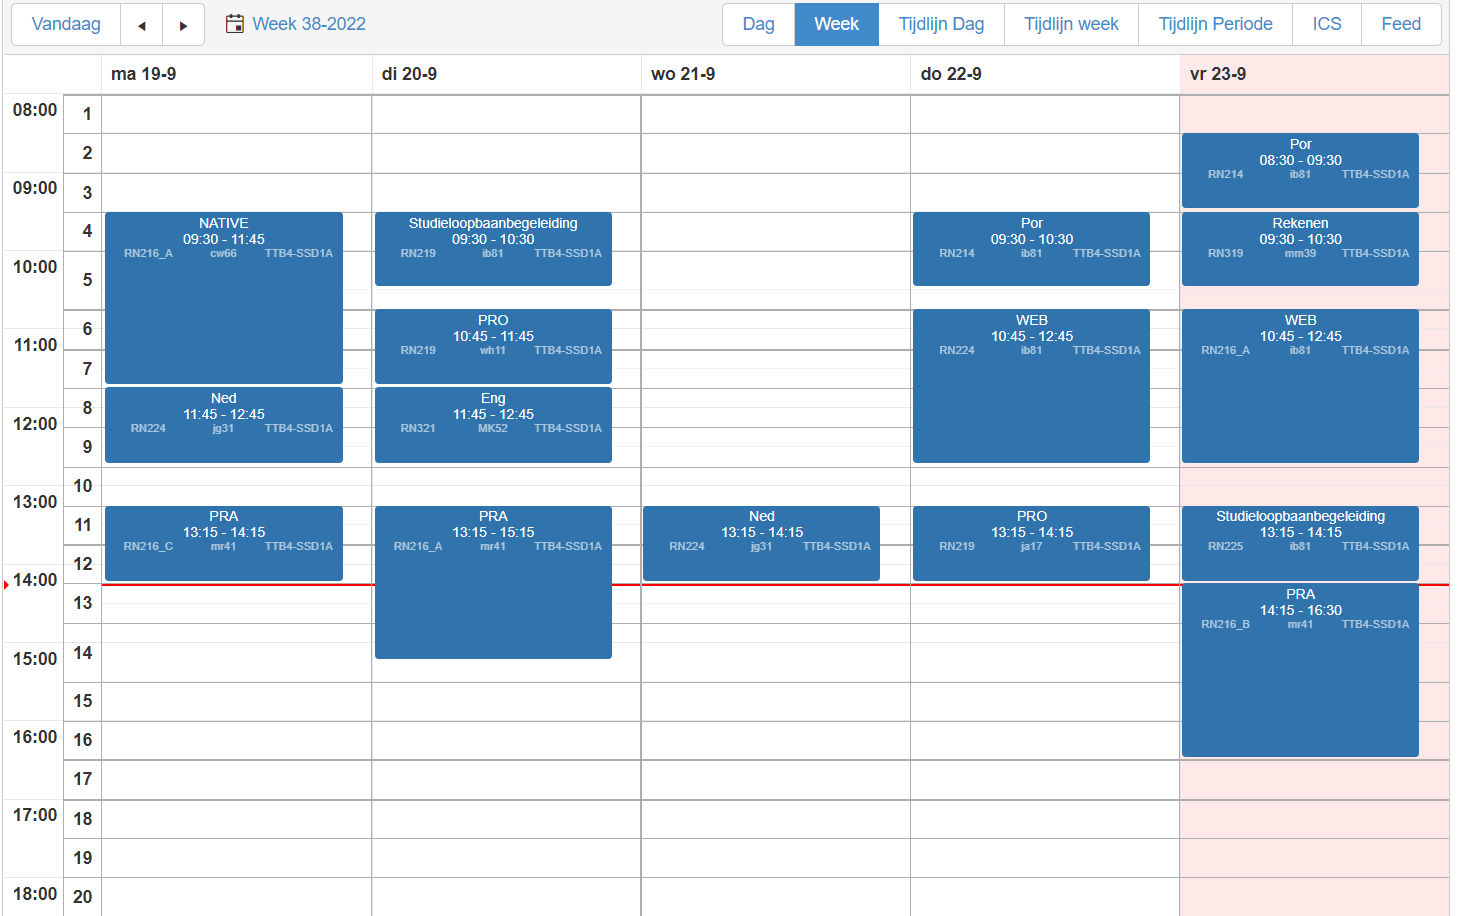 Vandaag ◄ ► Week 38-2022 Dag Week Tijdlijn Dag Tijdlijn week Tijdlijn Periode ICS Feed
ma 19-9 di 20-9 wo 21-9 do 22-9 vr 23-9
08:00
1
2
09:00
3
4
10:00
5
6
11:00
7
8
12:00
9
10
13:00
11
12
14:00
13
14
15:00
15
16:00
16
17
17:00
18
19
18:00
20
NATIVE
09:30 - 11:45
RN216_A cw66 TTB4-SSD1A
Ned
11:45 - 12:45
RN224 jg31 TTB4-SSD1A
PRA
13:15 - 14:15
RN216_C mr41 TTB4-SSD1A
Studieloopbaanbegeleiding
09:30 - 10:30
RN219 ib81 TTB4-SSD1A
PRO
10:45 - 11:45
RN219 wh11 TTB4-SSD1A
Eng
11:45 - 12:45
RN321 MK52 TTB4-SSD1A
PRA
13:15 - 15:15
RN216_A mr41 TTB4-SSD1A
Ned
13:15 - 14:15
RN224 jg31 TTB4-SSD1A
Por
09:30 - 10:30
RN214 ib81 TTB4-SSD1A
WEB
10:45 - 12:45
RN224 ib81 TTB4-SSD1A
PRO
13:15 - 14:15
RN219 ja17 TTB4-SSD1A
Por
08:30 - 09:30
RN214 ib81 TTB4-SSD1A
Rekenen
09:30 - 10:30
RN319 mm39 TTB4-SSD1A
WEB
10:45 - 12:45
RN216_A ib81 TTB4-SSD1A
Studieloopbaanbegeleiding
13:15 - 14:15
RN225 ib81 TTB4-SSD1A
PRA
14:15 - 16:30
RN216_B mr41 TTB4-SSD1A